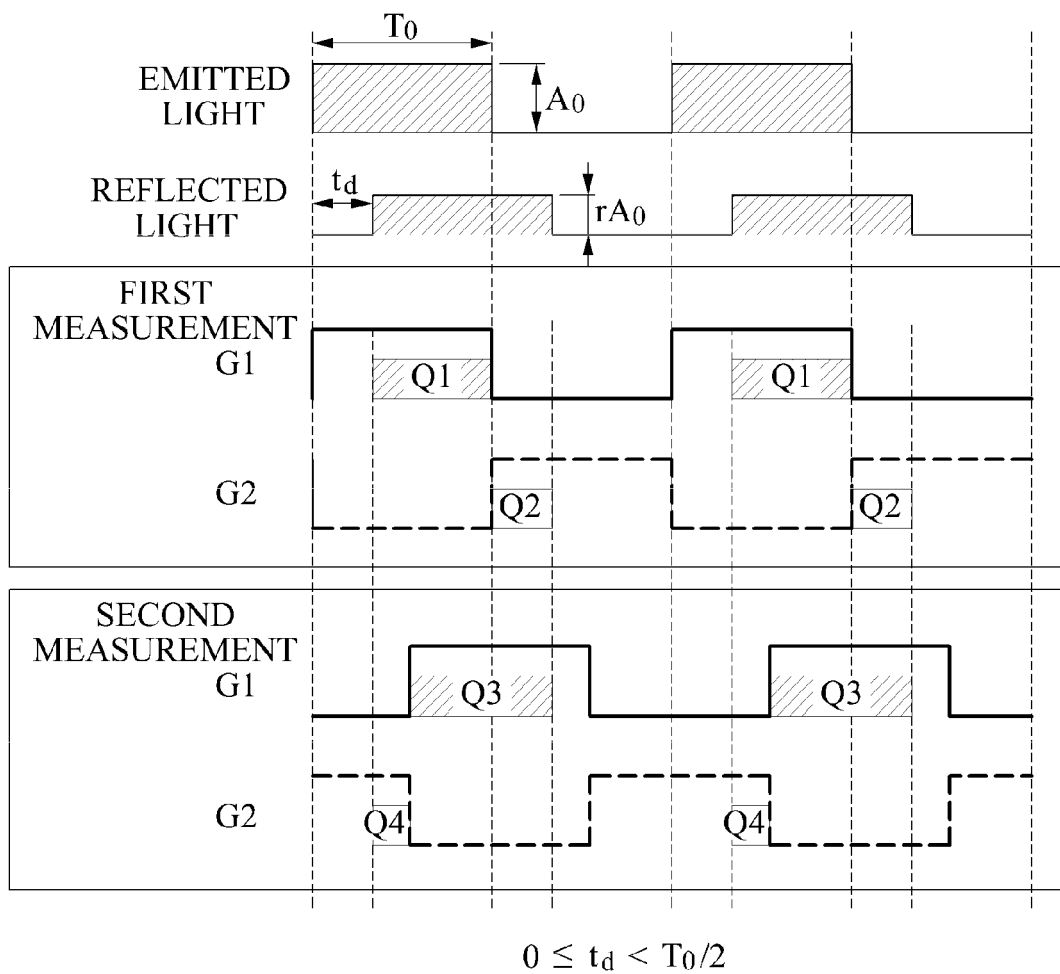 T0
EMITTED
LIGHT
A0
REFLECTED
LIGHT
td
rA0
FIRST
MEASUREMENT
G1
Q1
Q1
G2
Q2
Q2
SECOND
MEASUREMENT
G1
Q3
Q3
G2
Q4
Q4
0 ≤ td < T0/2